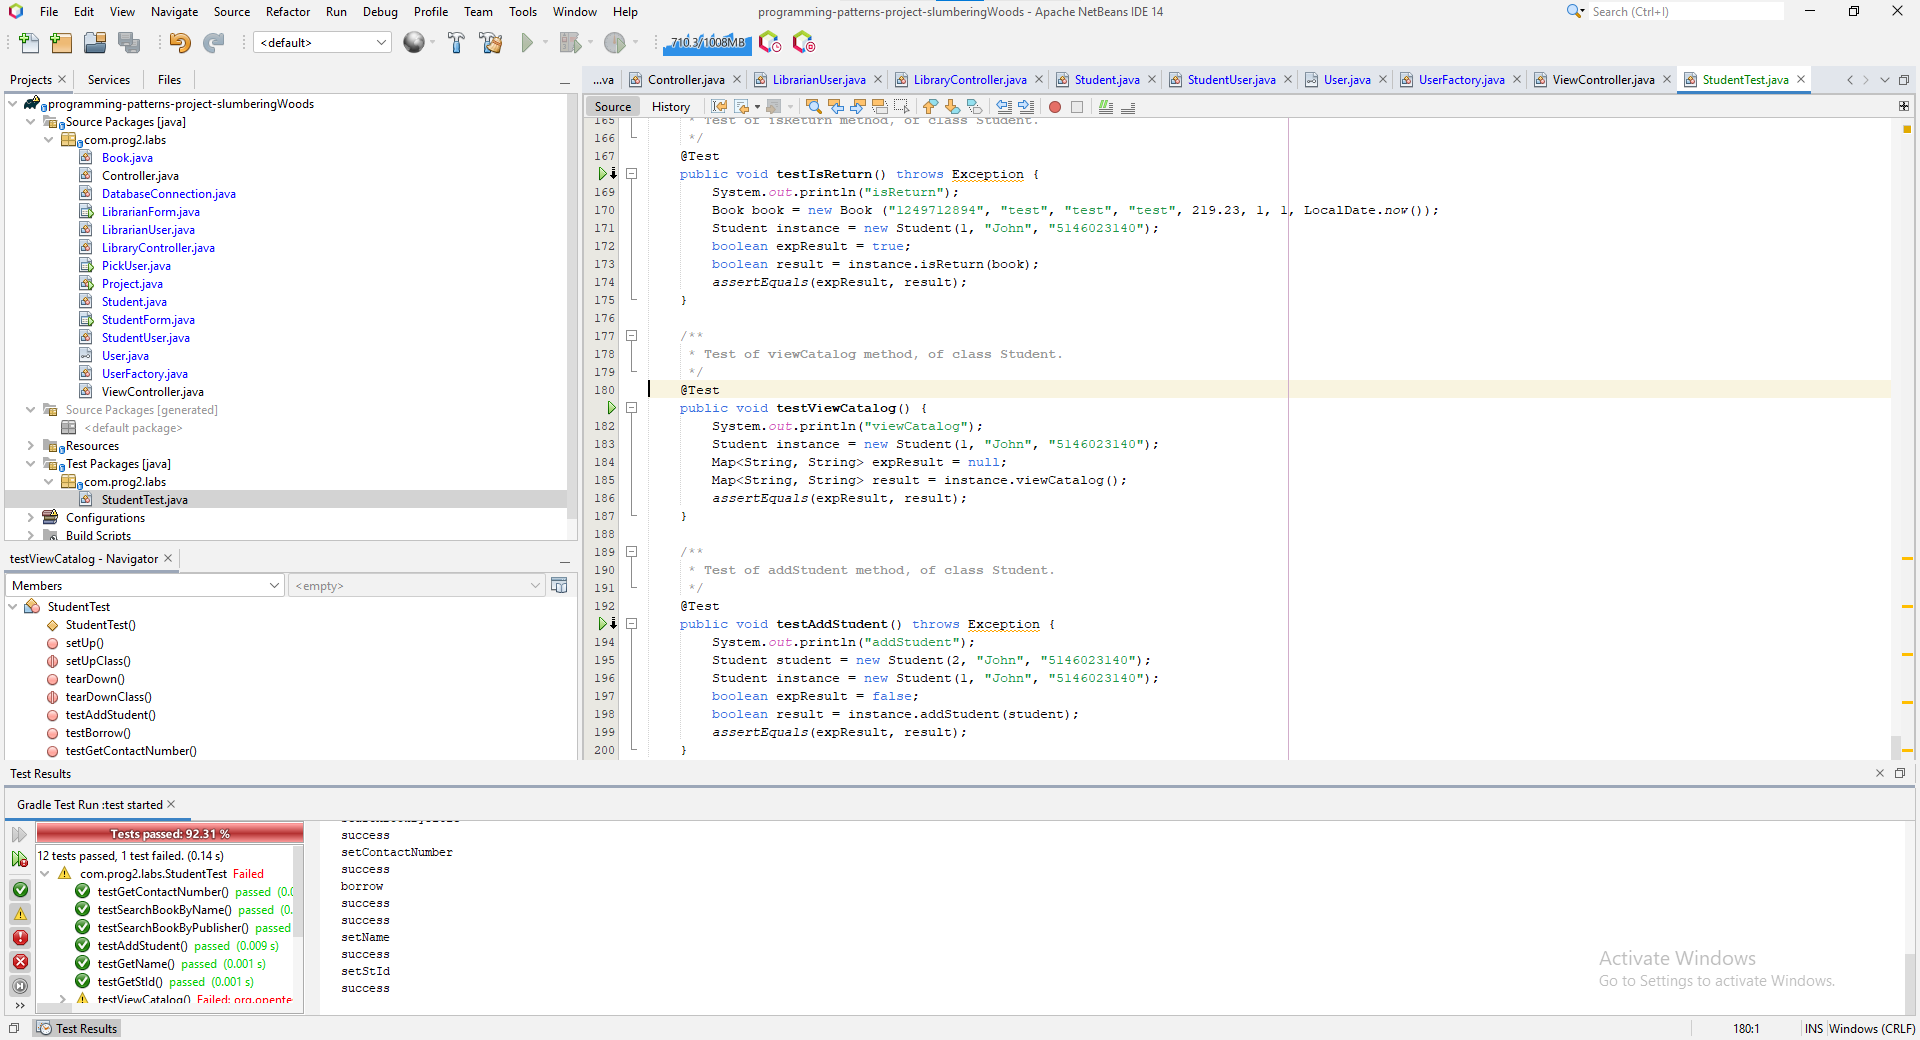 File Edit View Navigate Source Refactor Run Debug Profile Team Tools Window Help
programming-patterns-project-slumberingWoods - Apache NetBeans IDE 14
Search (Ctrl+I)
<default>
710.3/1008MB
Projects Services Files
programming-patterns-project-slumberingWoods
Source Packages [java]
com.prog2.labs
Book.java
Controller.java
DatabaseConnection.java
LibrarianForm.java
LibrarianUser.java
LibraryController.java
PickUser.java
Project.java
Student.java
StudentForm.java
StudentUser.java
User.java
UserFactory.java
ViewController.java
Source Packages [generated]
<default package>
Resources
Test Packages [java]
com.prog2.labs
StudentTest.java
Configurations
Build Scripts
testViewCatalog - Navigator
Members <empty>
StudentTest
StudentTest()
setUp()
setUpClass()
tearDown()
tearDownClass()
testAddStudent()
testBorrow()
testGetContactNumber()
...va Controller.java LibrarianUser.java LibraryController.java Student.java StudentUser.java User.java UserFactory.java ViewController.java StudentTest.java
Source History
165 * Test of isReturn method, of class Student.
166 */
167 @Test
public void testIsReturn() throws Exception {
169 System.out.println("isReturn");
170 Book book = new Book ("1249712894", "test", "test", "test", 219.23, 1, 1, LocalDate.now());
171 Student instance = new Student(1, "John", "5146023140");
172 boolean expResult = true;
173 boolean result = instance.isReturn(book);
174 assertEquals(expResult, result);
175 }
176
177 /**
178 * Test of viewCatalog method, of class Student.
179 */
180 @Test
public void testViewCatalog() {
182 System.out.println("viewCatalog");
183 Student instance = new Student(1, "John", "5146023140");
184 Map<String, String> expResult = null;
185 Map<String, String> result = instance.viewCatalog();
186 assertEquals(expResult, result);
187 }
188
189 /**
190 * Test of addStudent method, of class Student.
191 */
192 @Test
public void testAddStudent() throws Exception {
194 System.out.println("addStudent");
195 Student student = new Student(2, "John", "5146023140");
196 Student instance = new Student(1, "John", "5146023140");
197 boolean expResult = false;
198 boolean result = instance.addStudent(student);
199 assertEquals(expResult, result);
200 }
Test Results
Gradle Test Run :test started
Tests passed: 92.31 %
12 tests passed, 1 test failed. (0.14 s)
com.prog2.labs.StudentTest Failed
testGetContactNumber() passed (0.0
testSearchBookByName() passed (0.
testSearchBookByPublisher() passed
testAddStudent() passed (0.009 s)
testGetName() passed (0.001 s)
testGetStId() passed (0.001 s)
testViewCatalog() Failed: org.opente
success
setContactNumber
success
borrow
success
success
setName
success
setStId
success
Activate Windows
Go to Settings to activate Windows.
Test Results
180:1 INS Windows (CRLF)